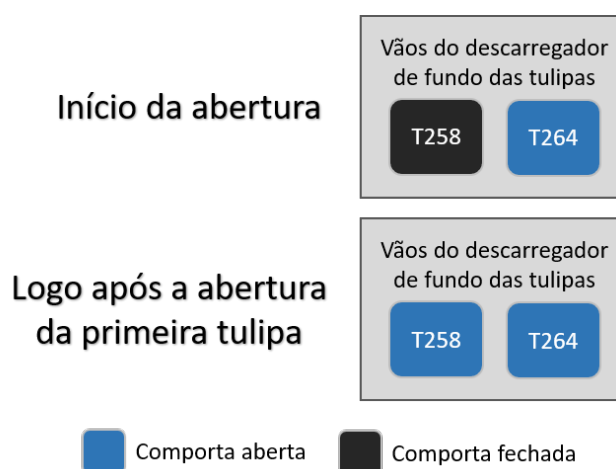 Início da abertura
Vãos do descarregador
de fundo das tulipas
T258
T264
Logo após a abertura
da primeira tulipa
Vãos do descarregador
de fundo das tulipas
T258
T264
Comporta aberta
Comporta fechada